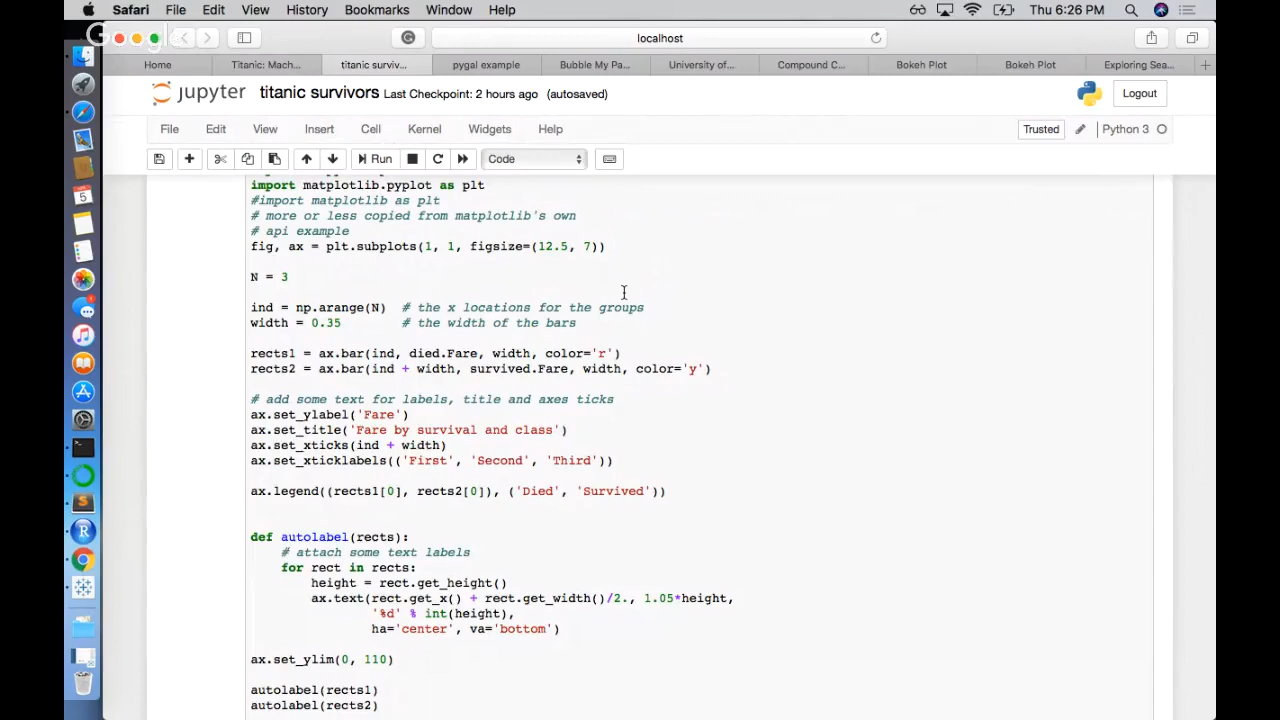 Safari File Edit View History Bookmarks Window Help Thu 6:26 PM
Google
localhost
Home Titanic: Mach... titanic surviv... pygal example Bubble My Pa... University of... Compound C... Bokeh Plot Bokeh Plot Exploring Sea... +
jupyter titanic survivors Last Checkpoint: 2 hours ago (autosaved) Logout
File Edit View Insert Cell Kernel Widgets Help Trusted Python 3
Run Code
import matplotlib.pyplot as plt
#import matplotlib as plt
# more or less copied from matplotlib's own
# api example
fig, ax = plt.subplots(1, 1, figsize=(12.5, 7))
N = 3
ind = np.arange(N)  # the x locations for the groups
width = 0.35        # the width of the bars
rects1 = ax.bar(ind, died.Fare, width, color='r')
rects2 = ax.bar(ind + width, survived.Fare, width, color='y')
# add some text for labels, title and axes ticks
ax.set_ylabel('Fare')
ax.set_title('Fare by survival and class')
ax.set_xticks(ind + width)
ax.set_xticklabels(('First', 'Second', 'Third'))
ax.legend((rects1[0], rects2[0]), ('Died', 'Survived'))
def autolabel(rects):
    # attach some text labels
    for rect in rects:
        height = rect.get_height()
        ax.text(rect.get_x() + rect.get_width()/2., 1.05*height,
                '%d' % int(height),
                ha='center', va='bottom')
ax.set_ylim(0, 110)
autolabel(rects1)
autolabel(rects2)
5